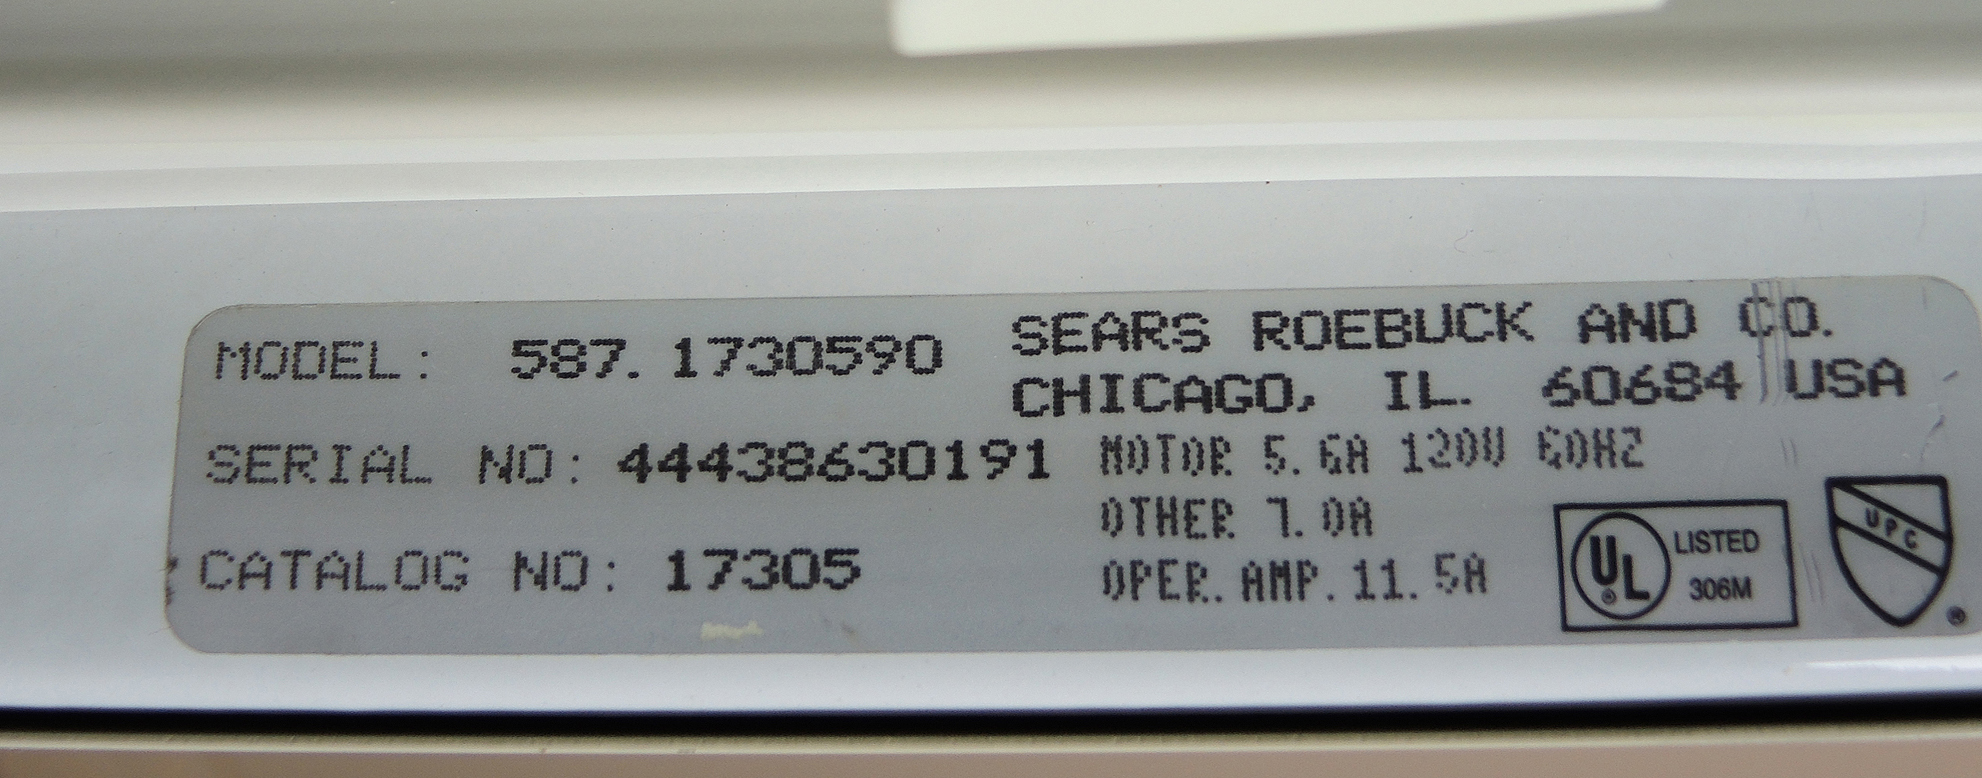 MODEL: 587.1730590
SERIAL NO: 44438630191
CATALOG NO: 17305
SEARS ROEBUCK AND CO.
CHICAGO, IL. 60684 USA
MOTOR 5.6A 120V 60HZ
OTHER 7.0A
OPER.AMP.11.5A
UL ®
LISTED
306M
UPC
®